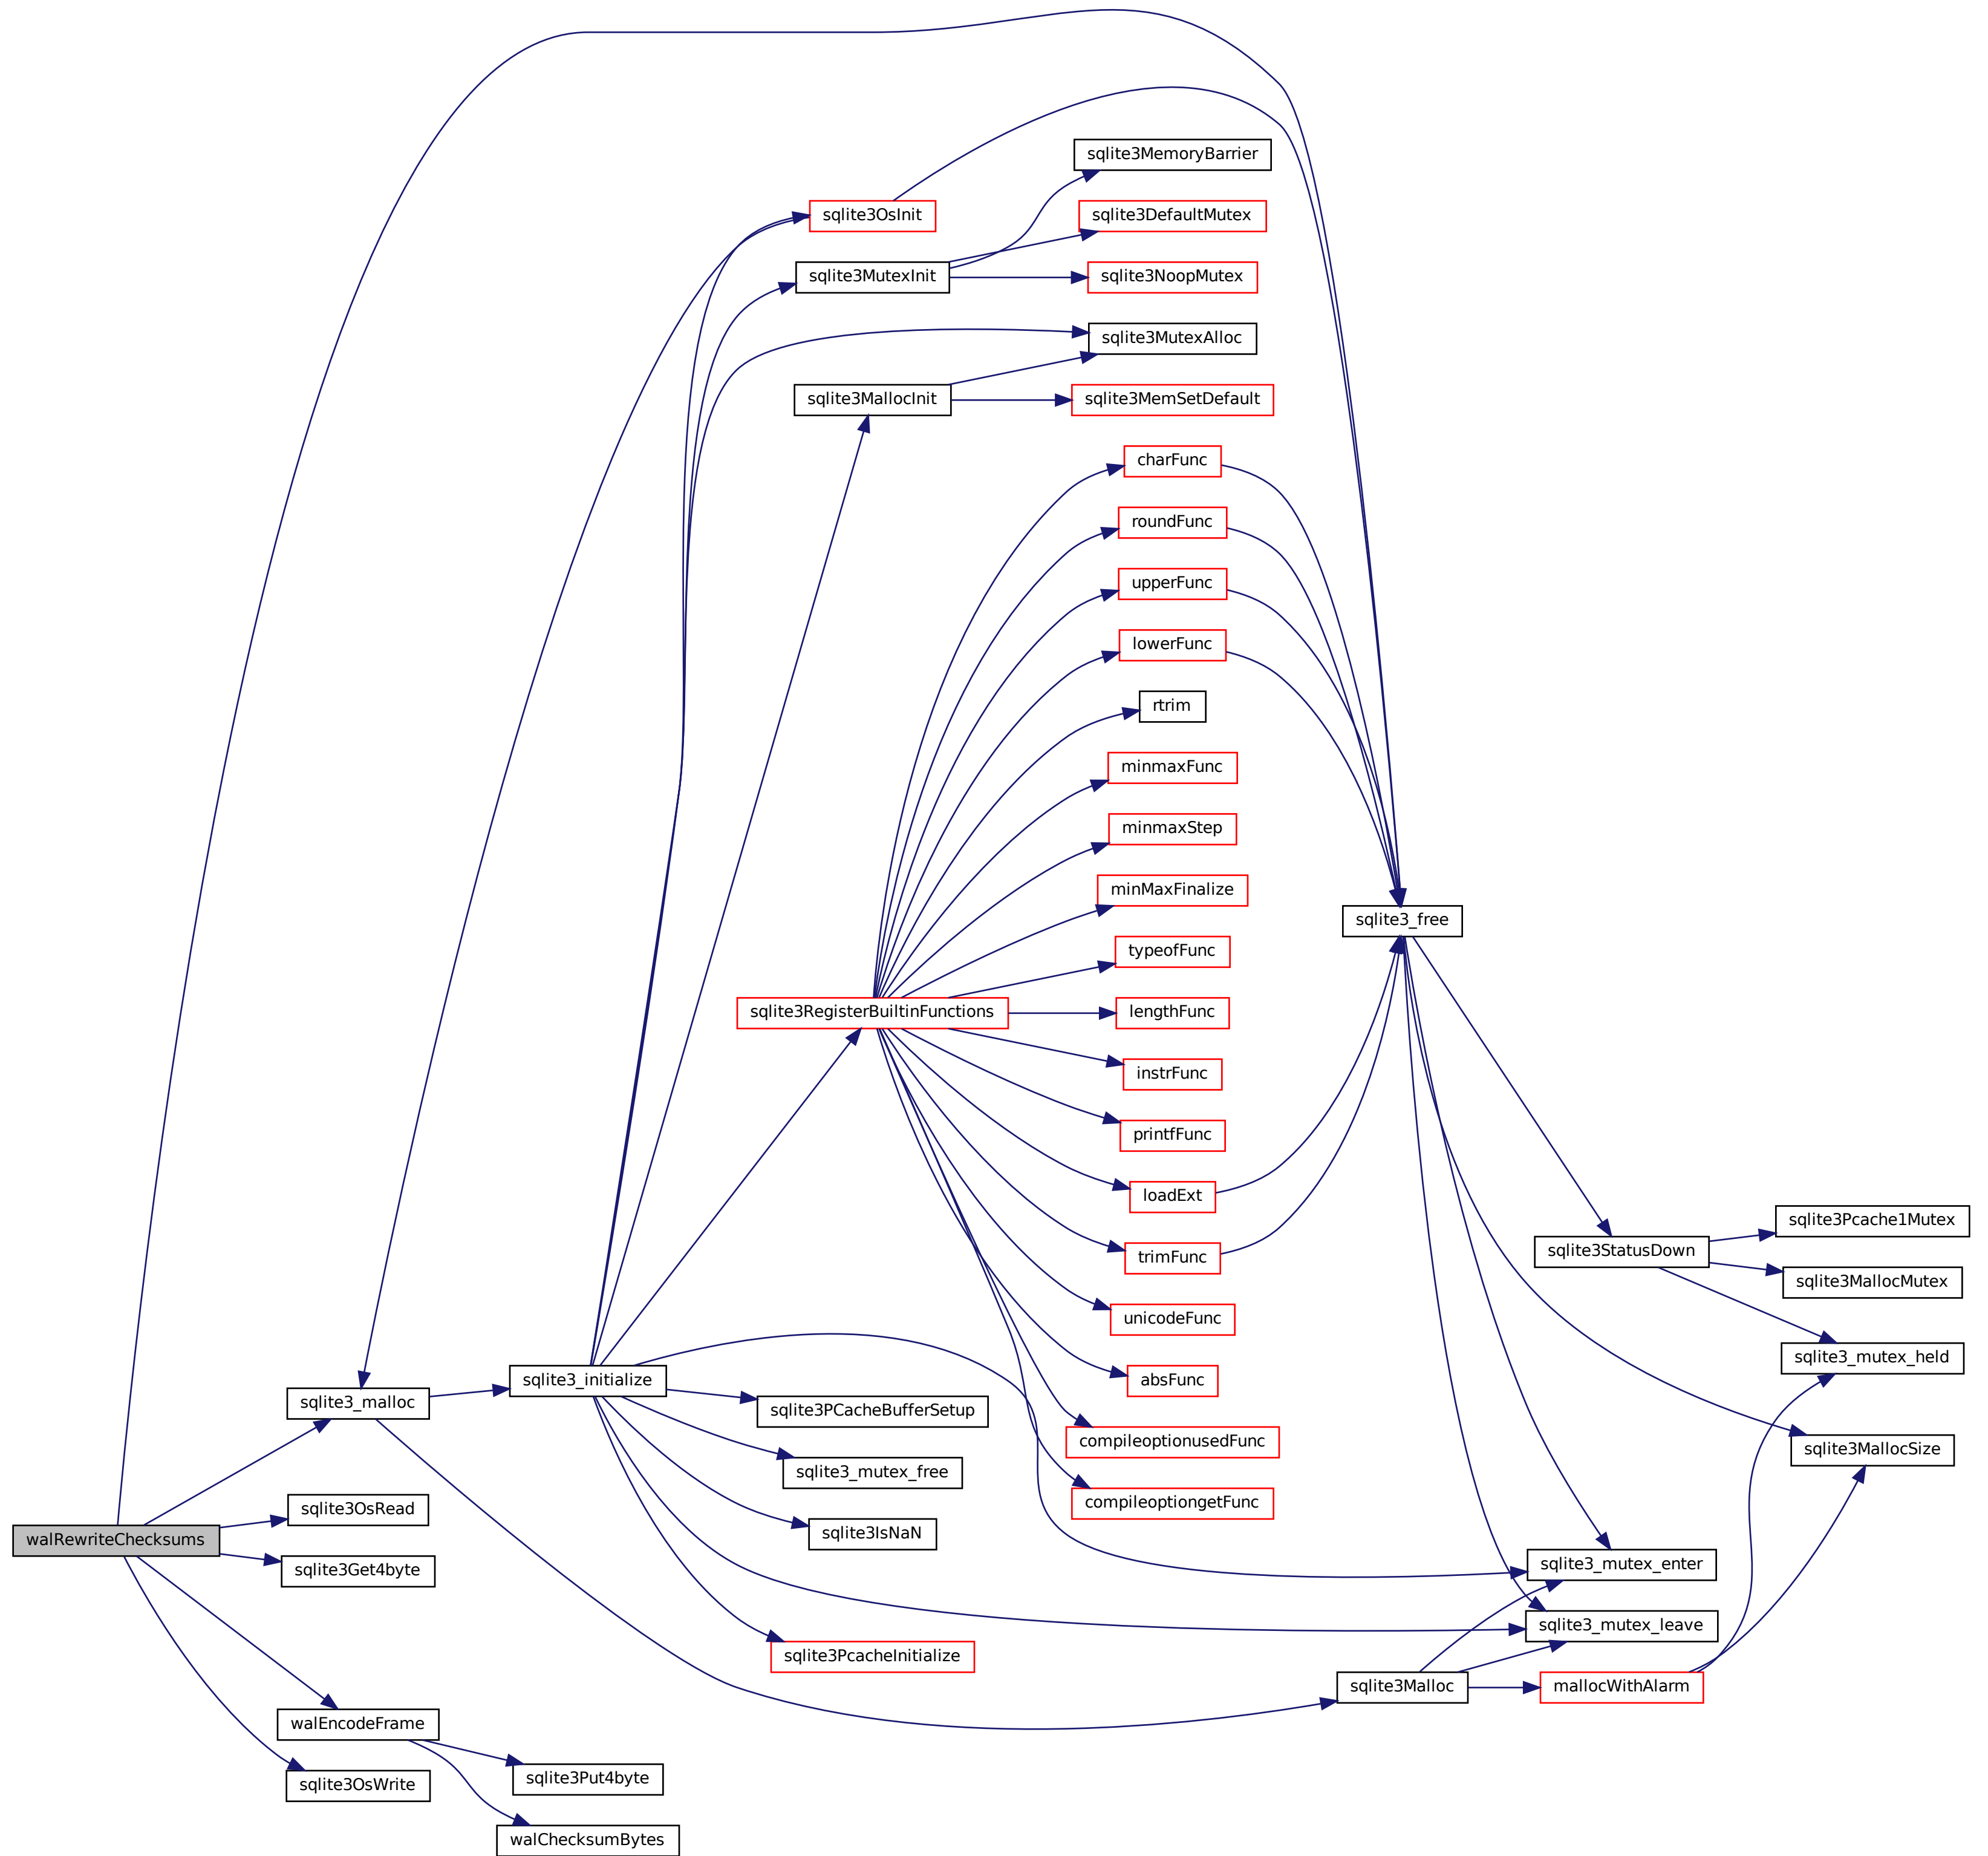 sqlite3MemoryBarrier
sqlite3OsInit
sqlite3DefaultMutex
sqlite3MutexInit
sqlite3NoopMutex
sqlite3MutexAlloc
sqlite3MallocInit
sqlite3MemSetDefault
charFunc
roundFunc
upperFunc
lowerFunc
rtrim
minmaxFunc
minmaxStep
minMaxFinalize
sqlite3_free
typeofFunc
sqlite3RegisterBuiltinFunctions
lengthFunc
instrFunc
printfFunc
loadExt
sqlite3Pcache1Mutex
trimFunc
sqlite3StatusDown
sqlite3MallocMutex
unicodeFunc
sqlite3_mutex_held
sqlite3_initialize
absFunc
sqlite3_malloc
sqlite3PCacheBufferSetup
compileoptionusedFunc
sqlite3MallocSize
sqlite3_mutex_free
sqlite3OsRead
compileoptiongetFunc
walRewriteChecksums
sqlite3IsNaN
sqlite3Get4byte
sqlite3_mutex_enter
sqlite3_mutex_leave
sqlite3PcacheInitialize
sqlite3Malloc
mallocWithAlarm
walEncodeFrame
sqlite3OsWrite
sqlite3Put4byte
walChecksumBytes